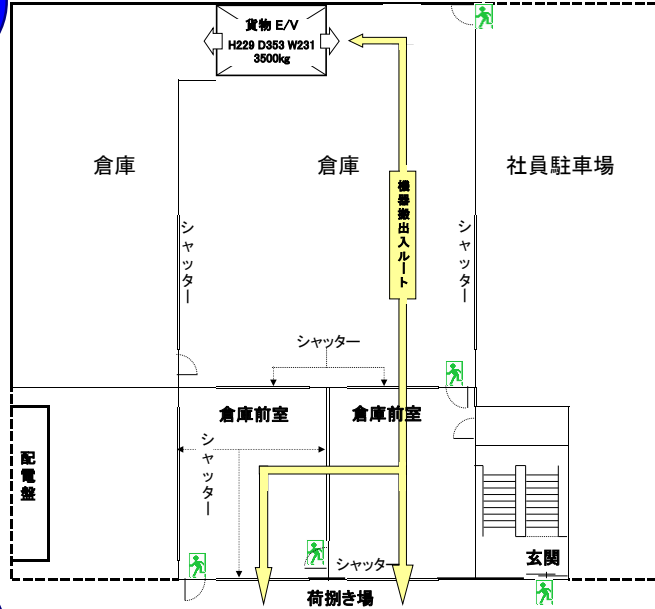 貨物 E/V
H229 D353 W231
3500kg
倉庫
倉庫
社員駐車場
機器搬出入ルート
シャッター
シャッター
シャッター
倉庫前室
倉庫前室
シャッター
配電盤
シャッター
玄関
荷捌き場